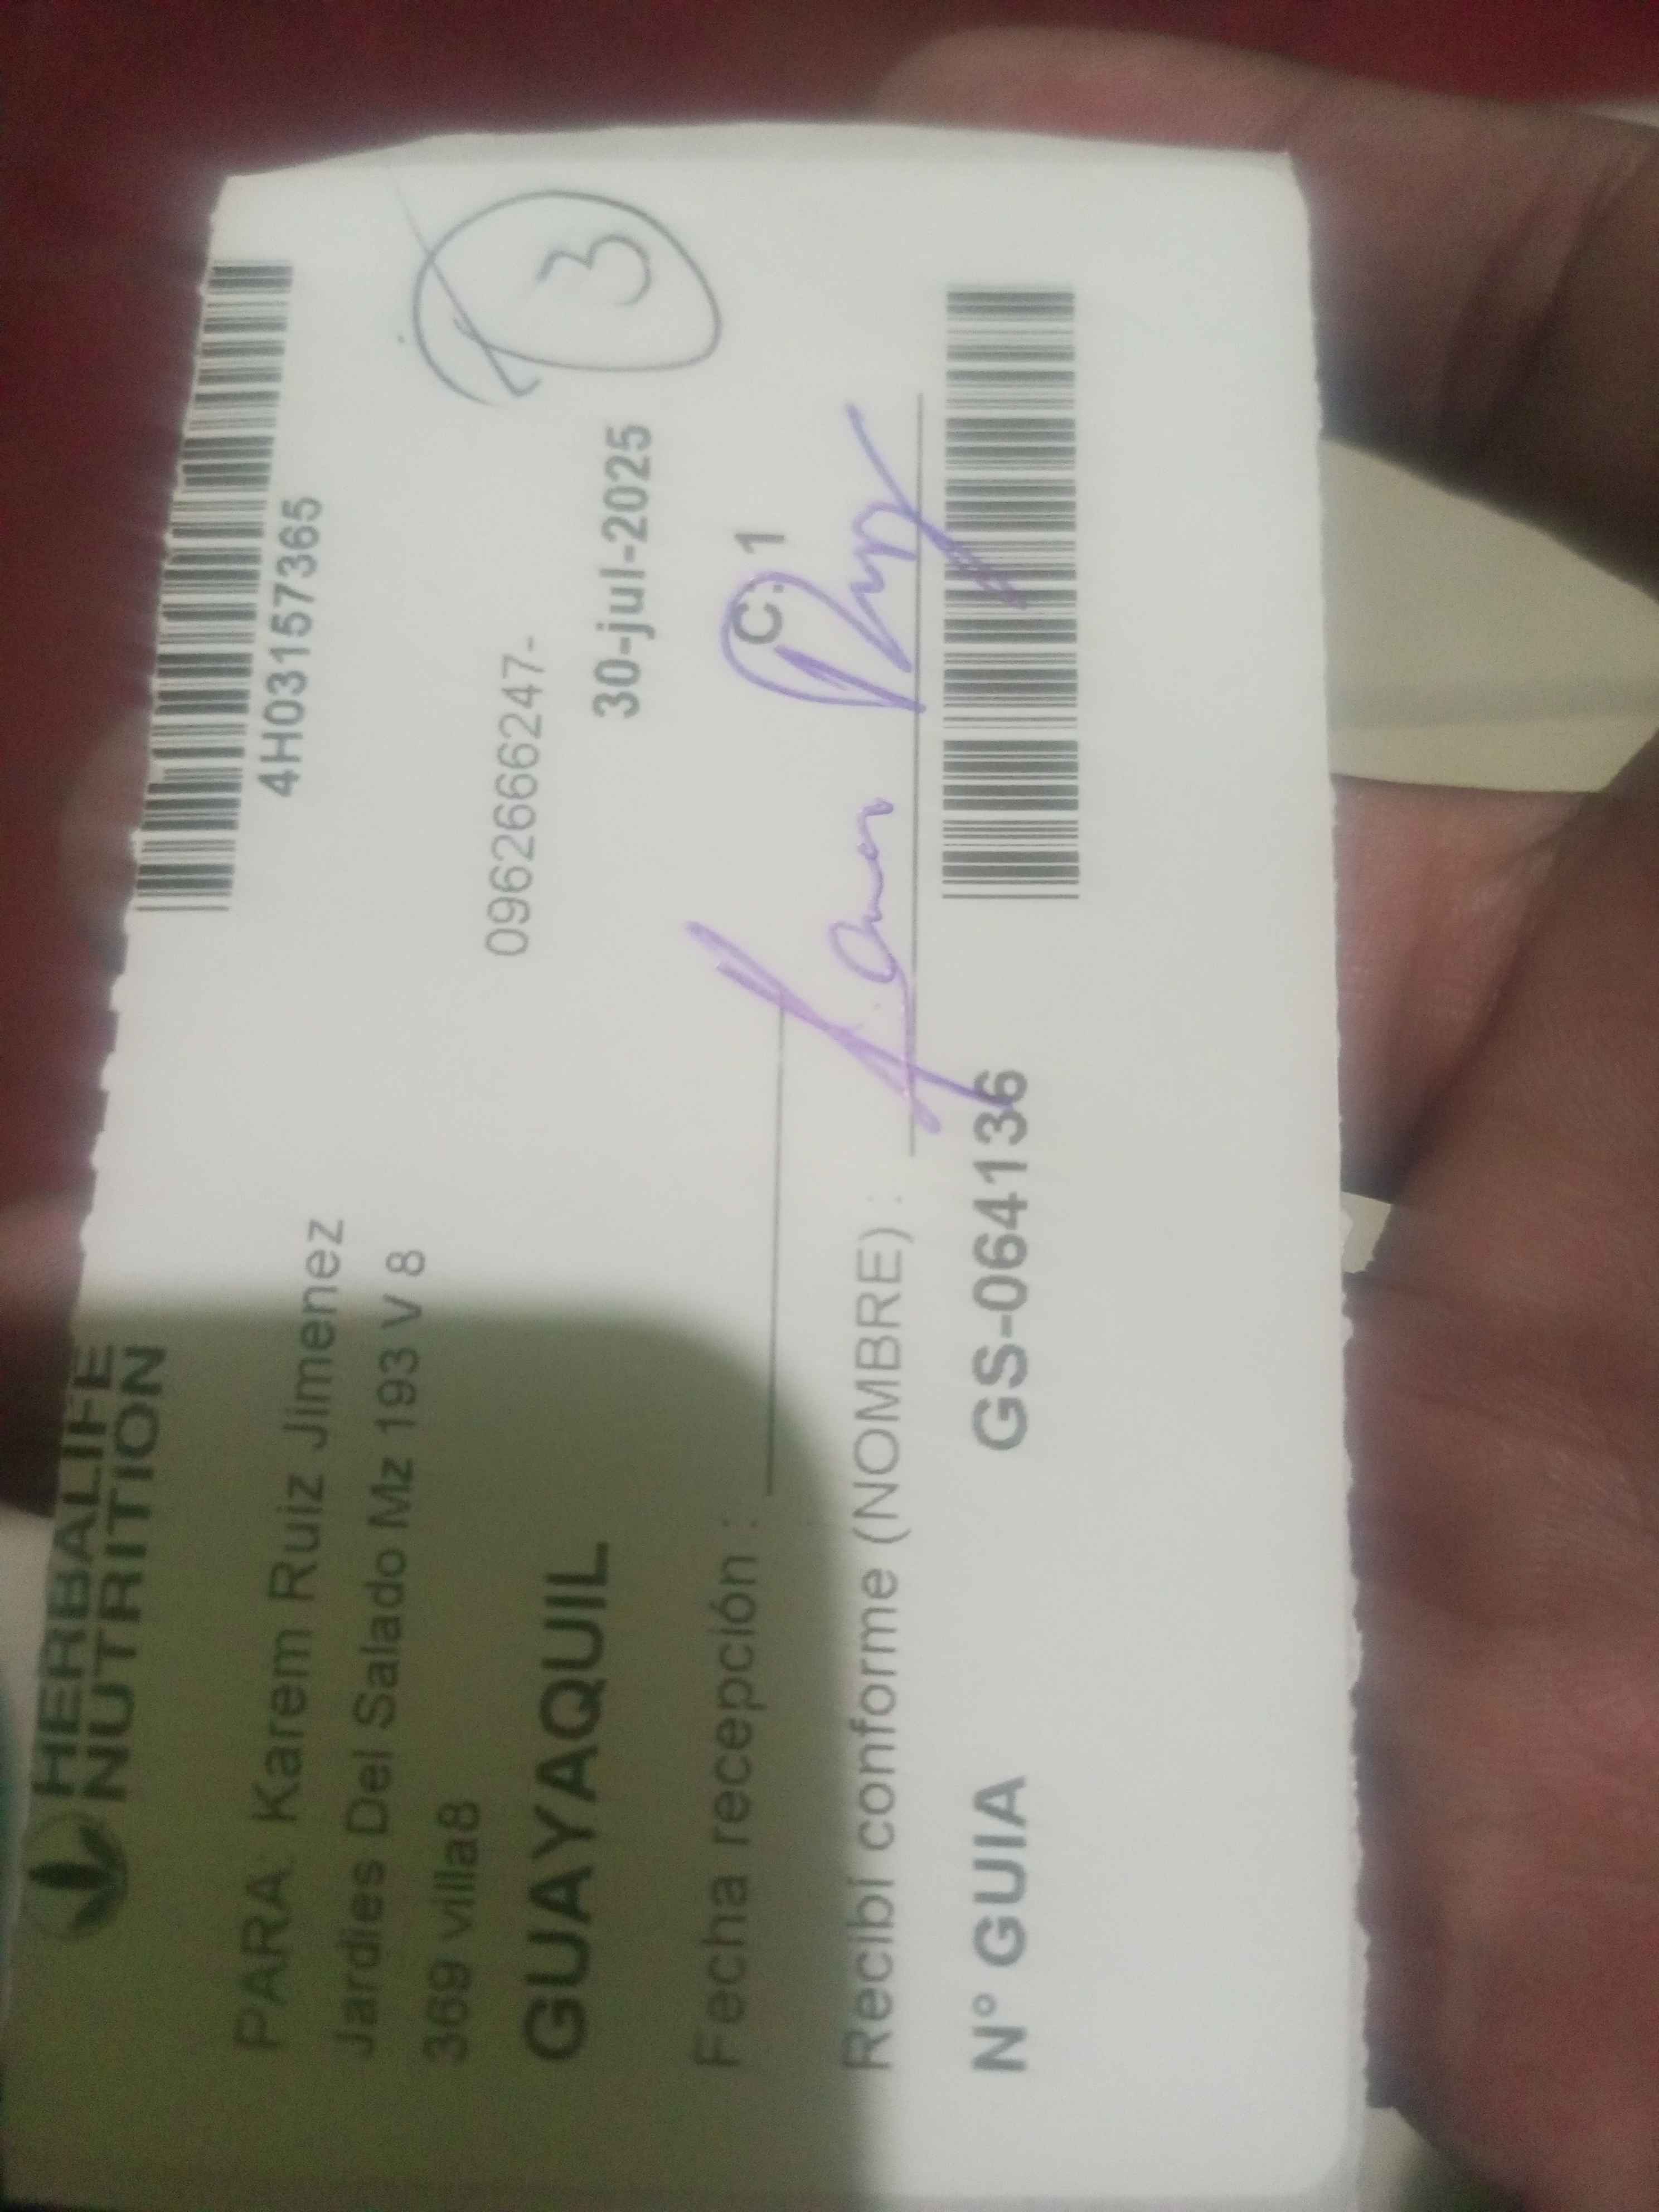 HERBALIFE
NUTRITION
4H03157365
PARA: Karem Ruiz Jimenez
Jardies Del Salado Mz 193 V 8
369 villa8
0962666247-
3
GUAYAQUIL
30-jul-2025
Fecha recepción :
C. 1
Recibí conforme (NOMBRE) :
N° GUIA GS-064136